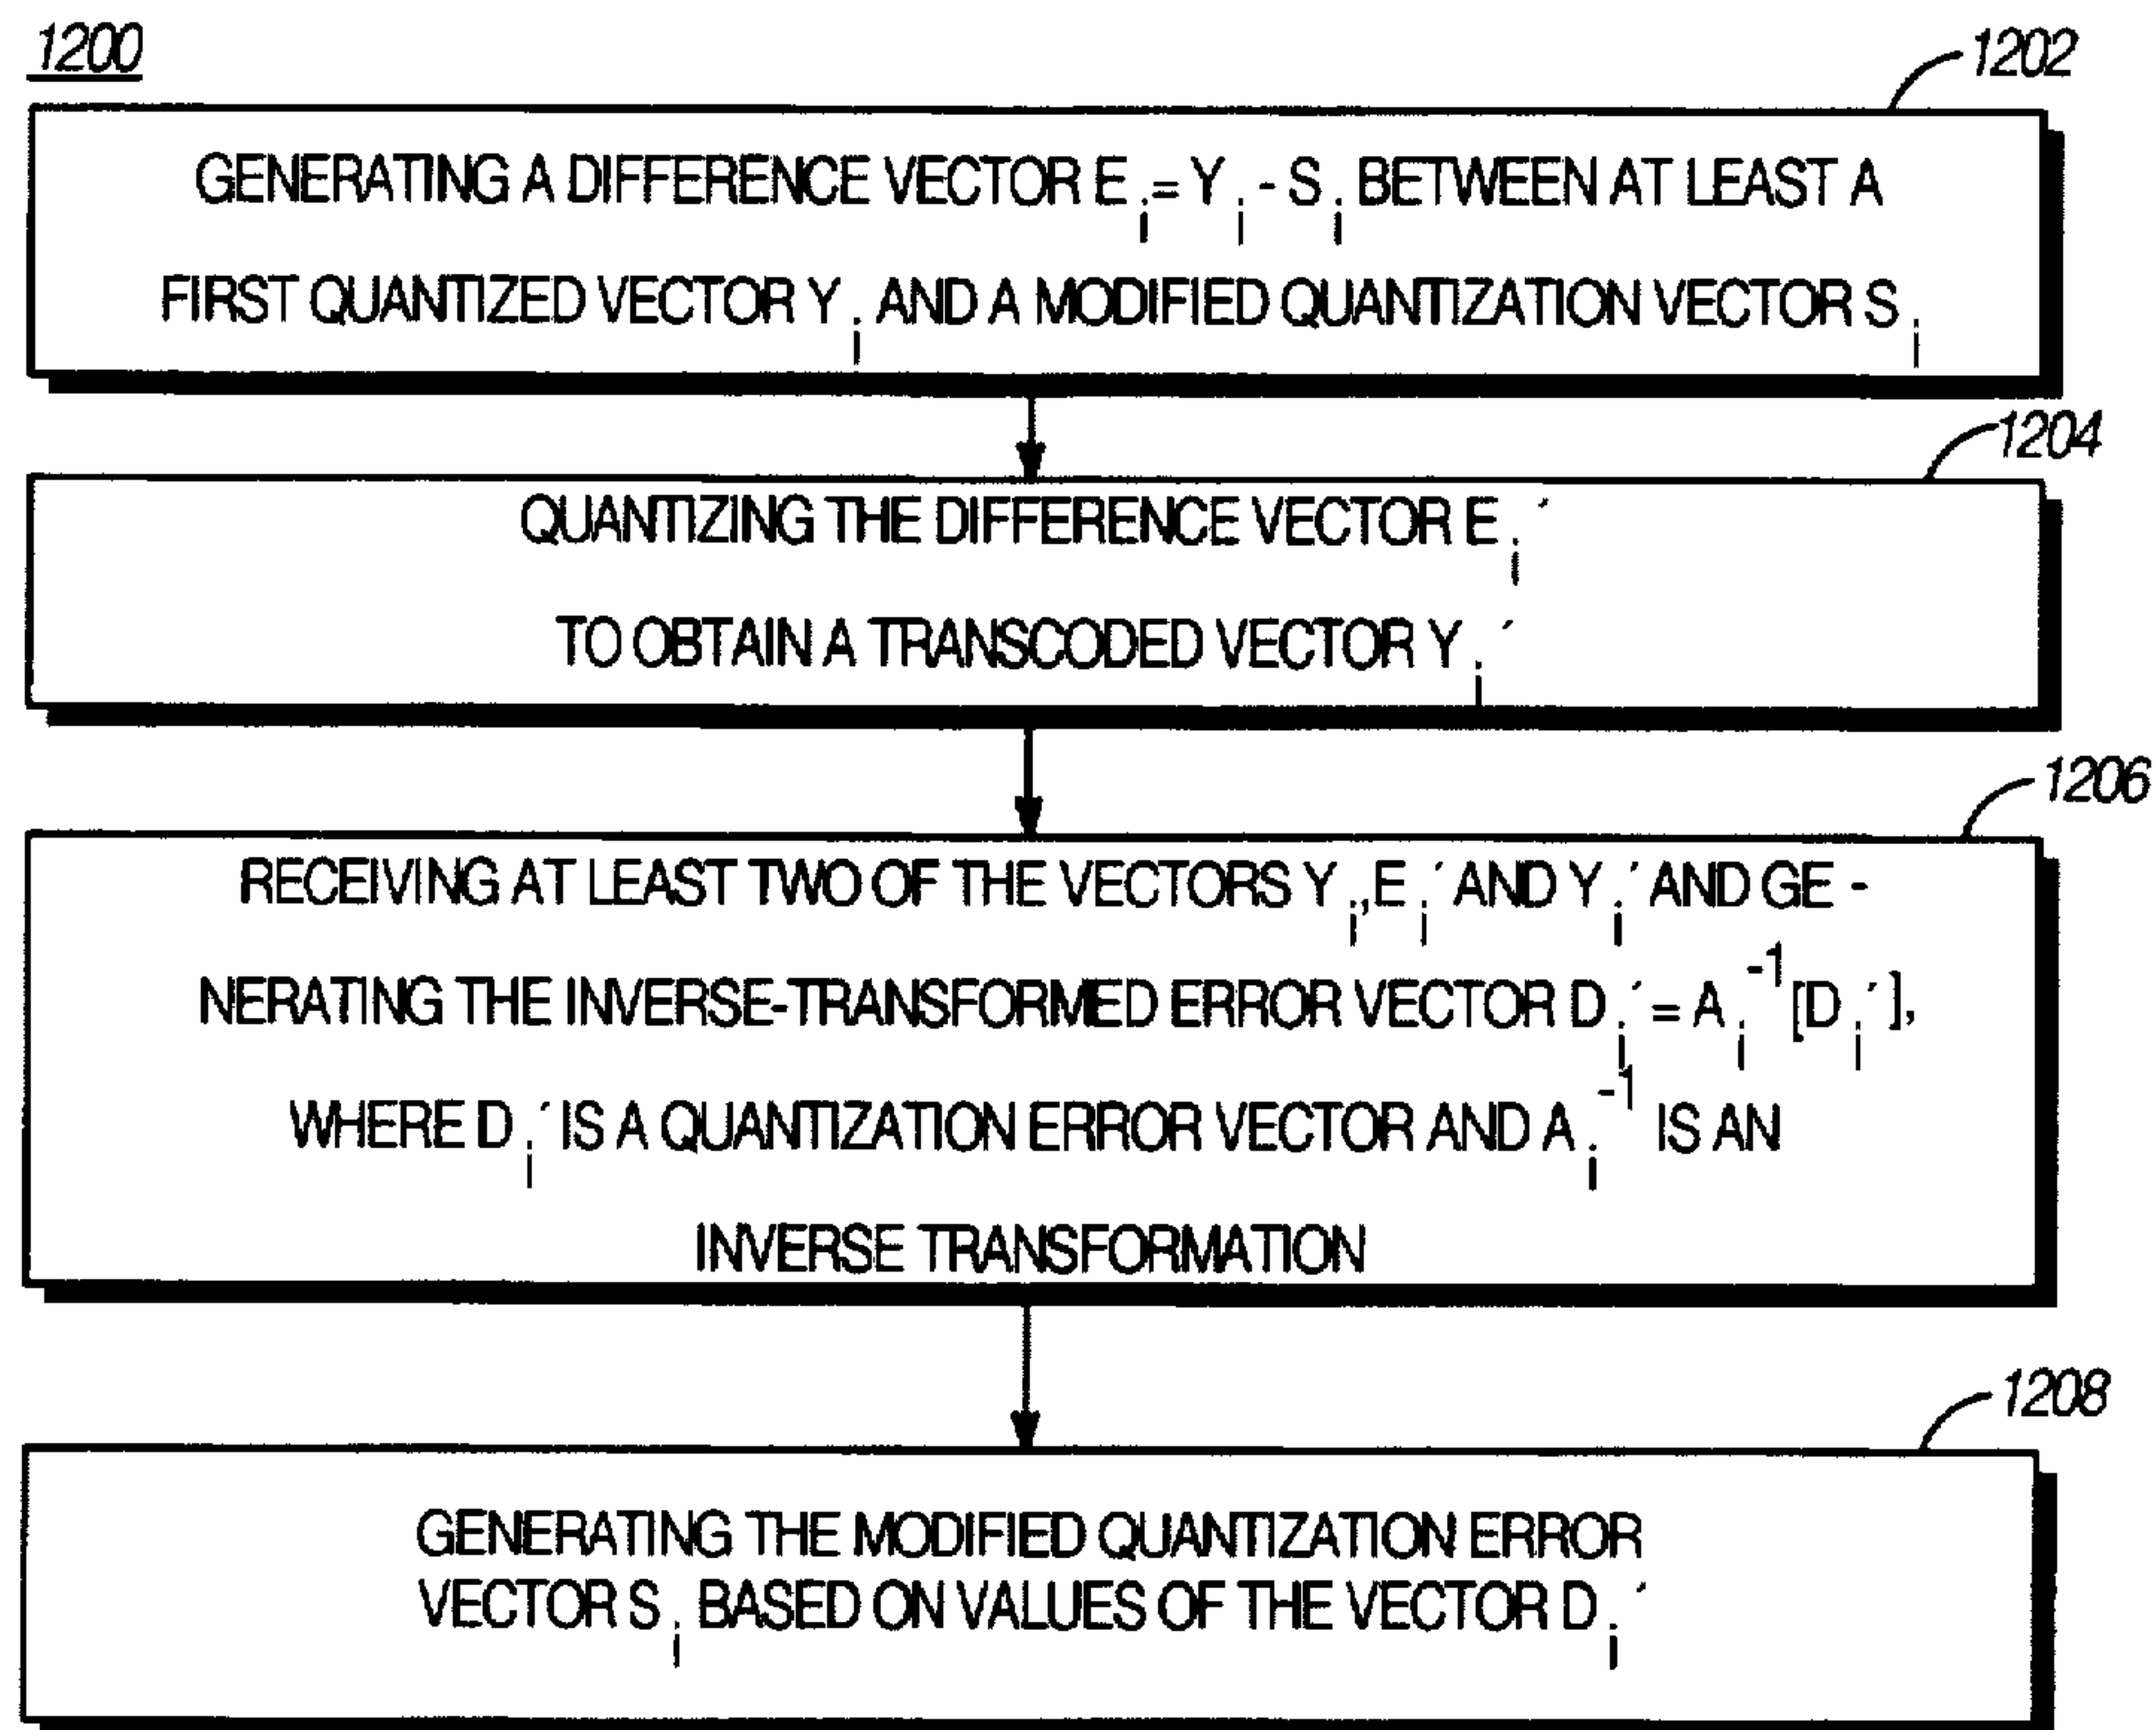 1200
1202
GENERATING A DIFFERENCE VECTOR E i = Y i - S i BETWEEN AT LEAST A
FIRST QUANTIZED VECTOR Y i AND A MODIFIED QUANTIZATION VECTOR S i
1204
QUANTIZING THE DIFFERENCE VECTOR E i ′
TO OBTAIN A TRANSCODED VECTOR Y i ′
1206
RECEIVING AT LEAST TWO OF THE VECTORS Y i, E i ′ AND Y i ′ AND GE -
NERATING THE INVERSE-TRANSFORMED ERROR VECTOR D i ′ = A i -1 [D i ′],
WHERE D i ′ IS A QUANTIZATION ERROR VECTOR AND A i -1 IS AN
INVERSE TRANSFORMATION
1208
GENERATING THE MODIFIED QUANTIZATION ERROR
VECTOR S i BASED ON VALUES OF THE VECTOR D i ′